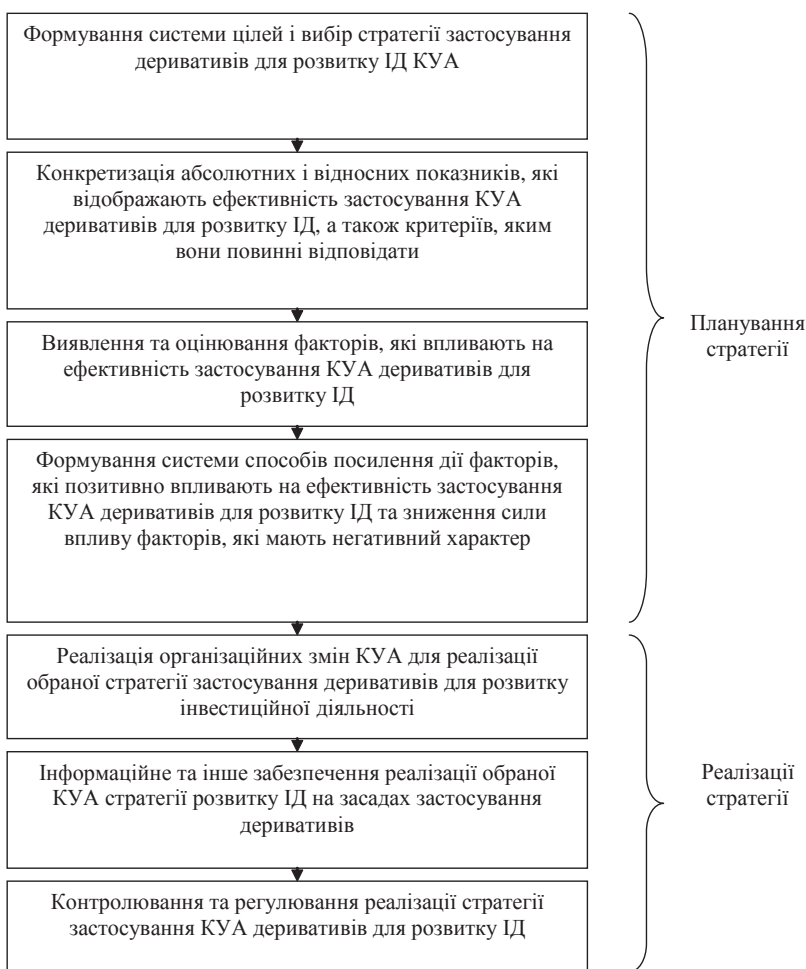 Формування системи цілей і вибір стратегії застосування
деривативів для розвитку ІД КУА
Конкретизація абсолютних і відносних показників, які
відображають ефективність застосування КУА
деривативів для розвитку ІД, а також критеріїв, яким
вони повинні відповідати
Виявлення та оцінювання факторів, які впливають на
ефективність застосування КУА деривативів для
розвитку ІД
Формування системи способів посилення дії факторів,
які позитивно впливають на ефективність застосування
КУА деривативів для розвитку ІД та зниження сили
впливу факторів, які мають негативний характер
Планування
стратегії
Реалізація організаційних змін КУА для реалізації
обраної стратегії застосування деривативів для розвитку
інвестиційної діяльності
Інформаційне та інше забезпечення реалізації обраної
КУА стратегії розвитку ІД на засадах застосування
деривативів
Контролювання та регулювання реалізації стратегії
застосування КУА деривативів для розвитку ІД
Реалізації
стратегії